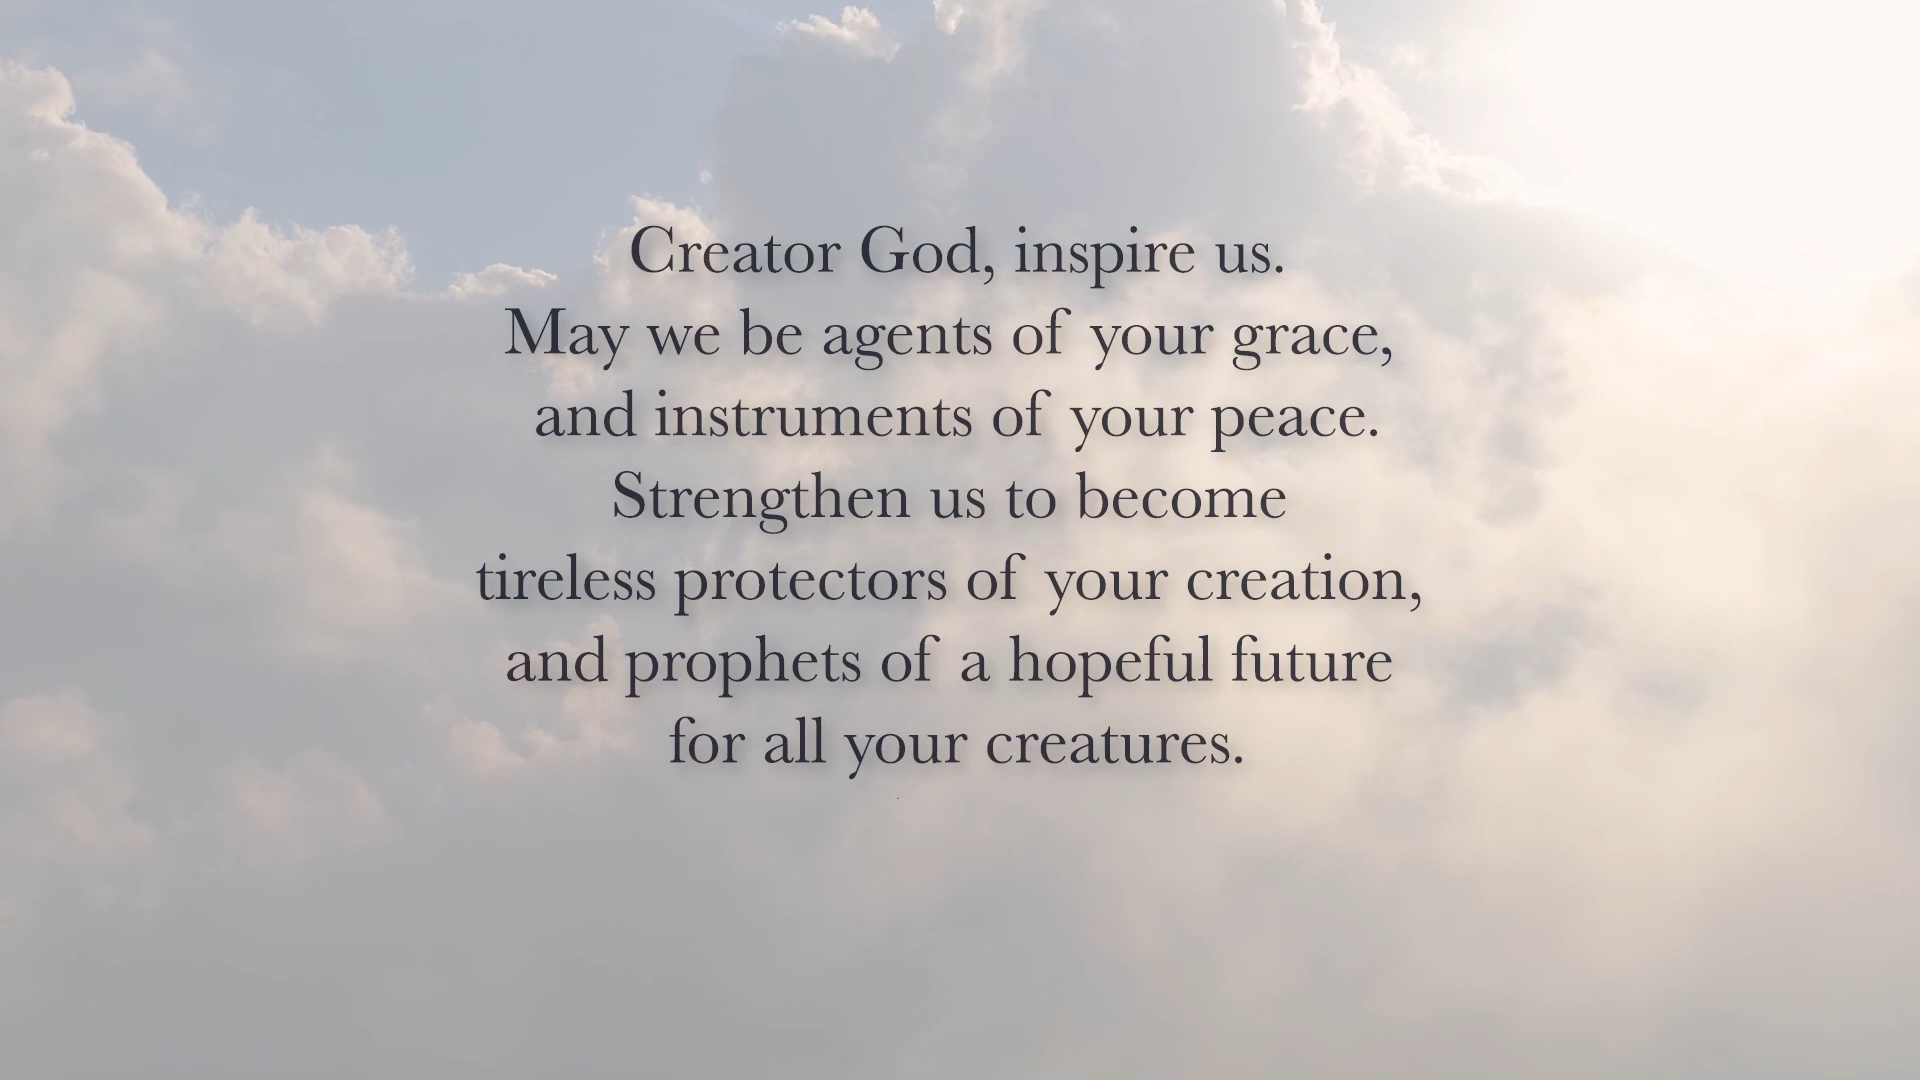 Creator God, inspire us.
May we be agents of your grace,
and instruments of your peace.
Strengthen us to become
tireless protectors of your creation,
and prophets of a hopeful future
for all your creatures.